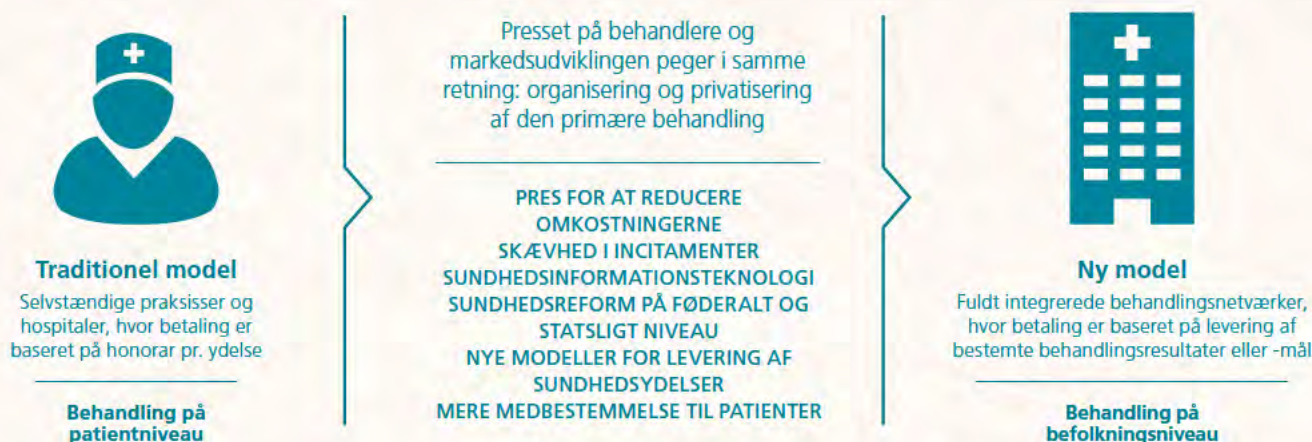 Traditionel model
Selvstændige praksisser og
hospitaler, hvor betaling er
baseret på honorar pr. ydelse
Behandling på
patientniveau
Presset på behandlere og
markedsudviklingen peger i samme
retning: organisering og privatisering
af den primære behandling
PRES FOR AT REDUCERE
OMKOSTNINGERNE
SKÆVHED I INCITAMENTER
SUNDHEDSINFORMATIONSTEKNOLOGI
SUNDHEDSREFORM PÅ FØDERALT OG
STATSLIGT NIVEAU
NYE MODELLER FOR LEVERING AF
SUNDHEDSYDELSER
MERE MEDBESTEMMELSE TIL PATIENTER
Ny model
Fuldt integrerede behandlingsnetværker,
hvor betaling er baseret på levering af
bestemte behandlingsresultater eller -mål
Behandling på
befolkningsniveau